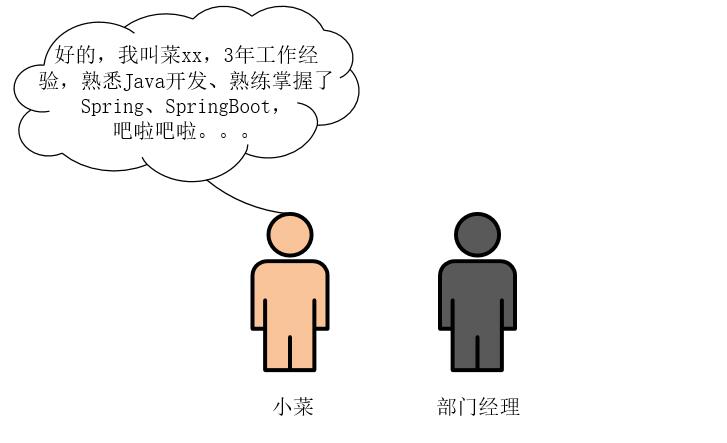 好的，我叫菜xx，3年工作经
验，熟悉Java开发、熟练掌握了
Spring、SpringBoot，
吧啦吧啦。。。
小菜
部门经理